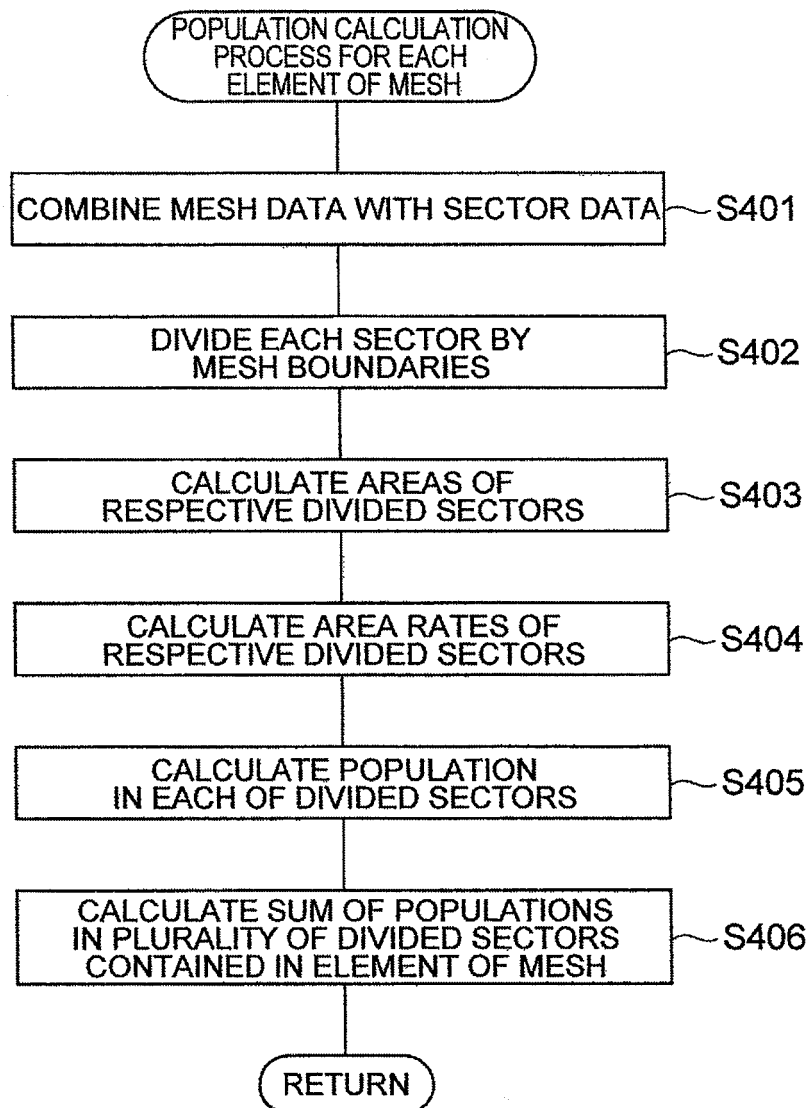 POPULATION CALCULATION
PROCESS FOR EACH
ELEMENT OF MESH
COMBINE MESH DATA WITH SECTOR DATA
S401
DIVIDE EACH SECTOR BY
MESH BOUNDARIES
S402
CALCULATE AREAS OF
RESPECTIVE DIVIDED SECTORS
S403
CALCULATE AREA RATES OF
RESPECTIVE DIVIDED SECTORS
S404
CALCULATE POPULATION
IN EACH OF DIVIDED SECTORS
S405
CALCULATE SUM OF POPULATIONS
IN PLURALITY OF DIVIDED SECTORS
CONTAINED IN ELEMENT OF MESH
S406
RETURN